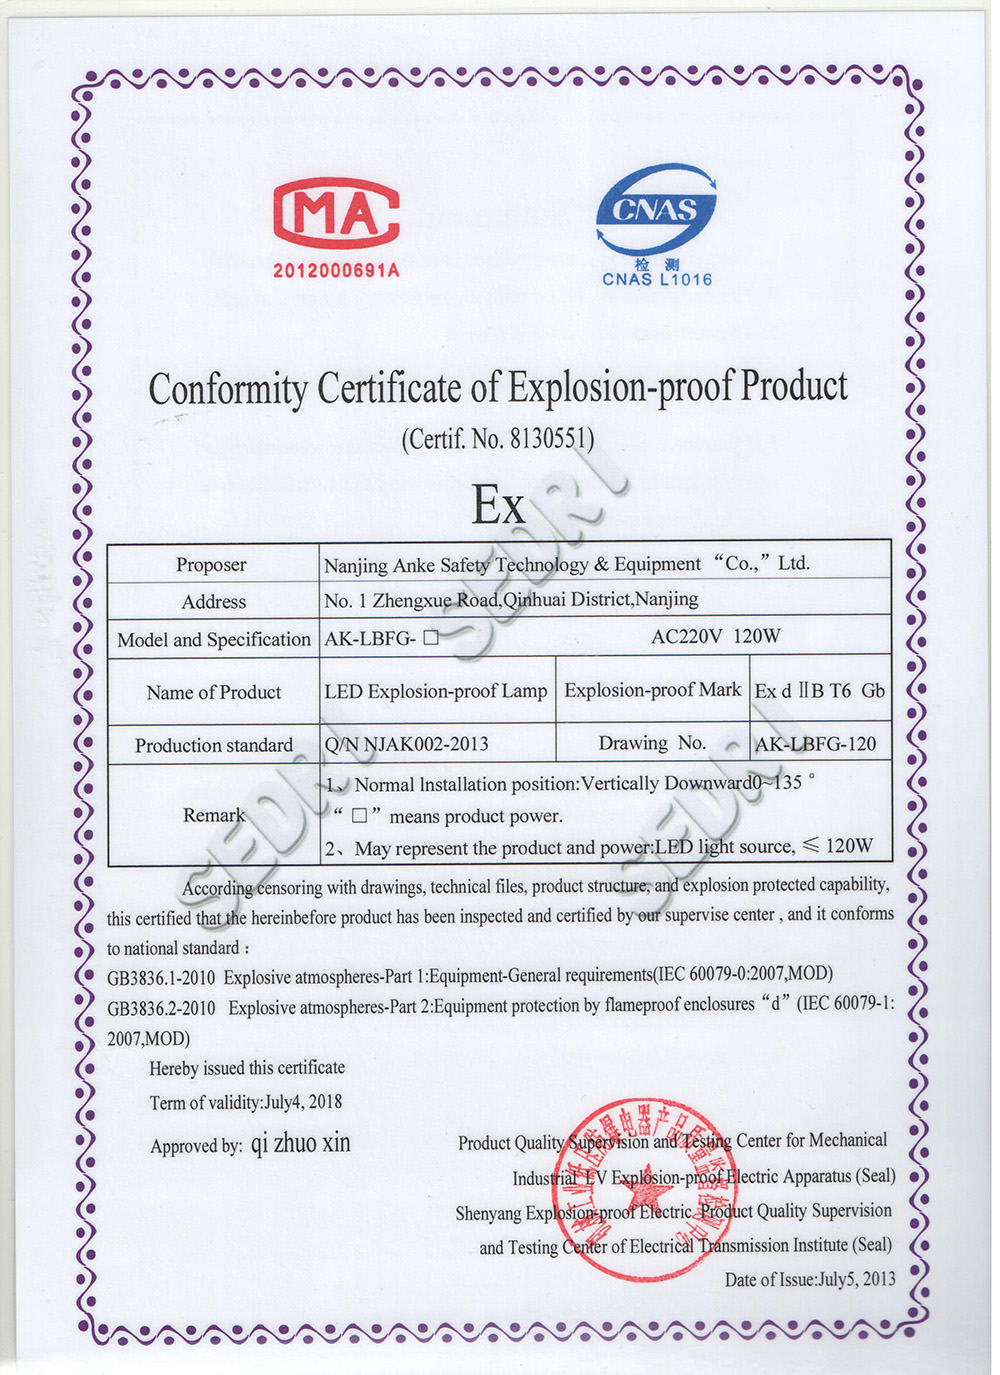 MA
2012000691A
CNAS
检 测
CNAS L1016
Conformity Certificate of Explosion-proof Product
(Certif. No. 8130551)
Ex
Proposer Nanjing Anke Safety Technology & Equipment “Co.,” Ltd.
Address No. 1 Zhengxue Road,Qinhuai District,Nanjing
Model and Specification AK-LBFG- □ AC220V 120W
Name of Product LED Explosion-proof Lamp Explosion-proof Mark Ex d ⅡB T6 Gb
Production standard Q/N NJAK002-2013 Drawing No. AK-LBFG-120
Remark
1、Normal Installation position:Vertically Downward0~135 °
“ □ ” means product power.
2、May represent the product and power:LED light source, ≤ 120W
According censoring with drawings, technical files, product structure, and explosion protected capability,
this certified that the hereinbefore product has been inspected and certified by our supervise center , and it conforms
to national standard :
GB3836.1-2010 Explosive atmospheres-Part 1:Equipment-General requirements(IEC 60079-0:2007,MOD)
GB3836.2-2010 Explosive atmospheres-Part 2:Equipment protection by flameproof enclosures “d” (IEC 60079-1:
2007,MOD)
Hereby issued this certificate
Term of validity:July4, 2018
Approved by: qi zhuo xin
Product Quality Supervision and Testing Center for Mechanical
Industrial EV Explosion-proof Electric Apparatus (Seal)
Shenyang Explosion-proof Electric Product Quality Supervision
and Testing Center of Electrical Transmission Institute (Seal)
Date of Issue:July5, 2013
SEDRI
SEDRI
SEDRI